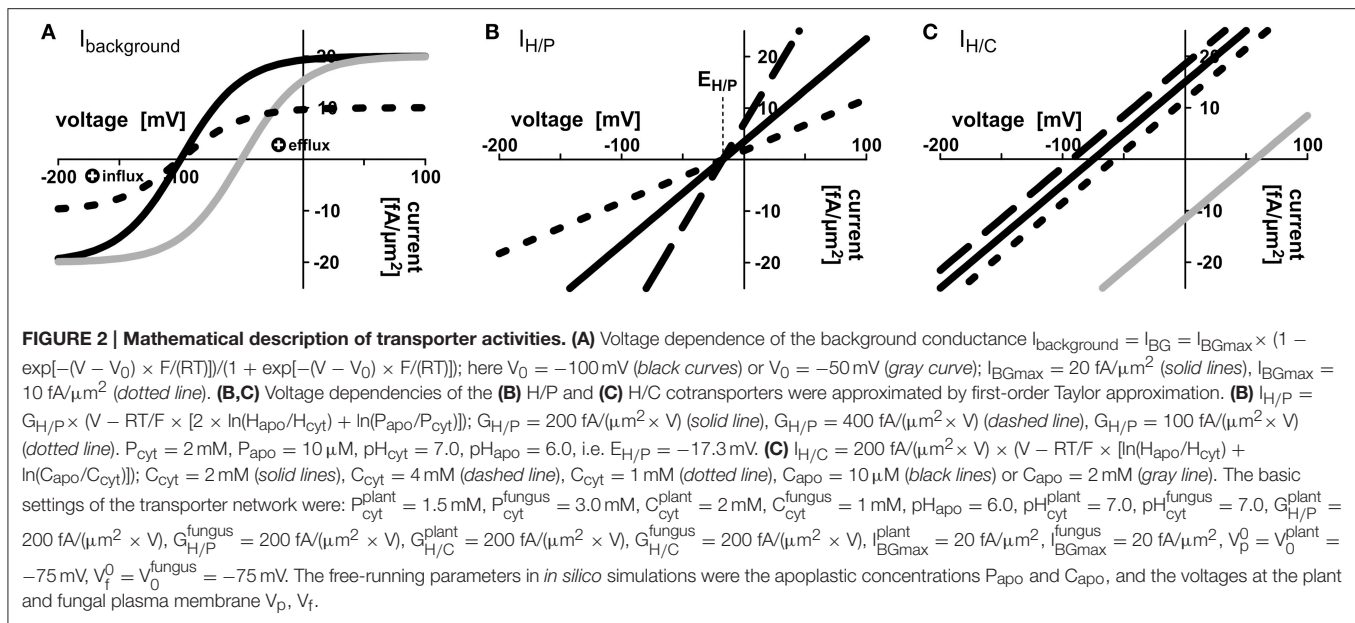 A
I_background
20
10
voltage [mV]
⊕ efflux
-200
⊕ influx
-100
100
-10
-20
current
[fA/μm²]
B
I_H/P
20
E_H/P
10
voltage [mV]
-200
-100
100
-10
-20
current
[fA/μm²]
C
I_H/C
20
10
voltage [mV]
-200
-100
100
-10
-20
current
[fA/μm²]
FIGURE 2 | Mathematical description of transporter activities. (A) Voltage dependence of the background conductance I_background = I_BG = I_BGmax × (1 −
exp[−(V − V_0) × F/(RT)])/(1 + exp[−(V − V_0) × F/(RT)]); here V_0 = −100 mV (black curves) or V_0 = −50 mV (gray curve); I_BGmax = 20 fA/μm² (solid lines), I_BGmax =
10 fA/μm² (dotted line). (B,C) Voltage dependencies of the (B) H/P and (C) H/C cotransporters were approximated by first-order Taylor approximation. (B) I_H/P =
G_H/P × (V − RT/F × [2 × ln(H_apo/H_cyt) + ln(P_apo/P_cyt)]); G_H/P = 200 fA/(μm² × V) (solid line), G_H/P = 400 fA/(μm² × V) (dashed line), G_H/P = 100 fA/(μm² × V)
(dotted line). P_cyt = 2 mM, P_apo = 10 μM, pH_cyt = 7.0, pH_apo = 6.0, i.e. E_H/P = −17.3 mV. (C) I_H/C = 200 fA/(μm² × V) × (V − RT/F × [ln(H_apo/H_cyt) +
ln(C_apo/C_cyt)]); C_cyt = 2 mM (solid lines), C_cyt = 4 mM (dashed line), C_cyt = 1 mM (dotted line), C_apo = 10 μM (black lines) or C_apo = 2 mM (gray line). The basic
settings of the transporter network were: P_cyt^plant = 1.5 mM, P_cyt^fungus = 3.0 mM, C_cyt^plant = 2 mM, C_cyt^fungus = 1 mM, pH_apo = 6.0, pH_cyt^plant = 7.0, pH_cyt^fungus = 7.0, G_H/P^plant =
200 fA/(μm² × V), G_H/P^fungus = 200 fA/(μm² × V), G_H/C^plant = 200 fA/(μm² × V), G_H/C^fungus = 200 fA/(μm² × V), I_BGmax^plant = 20 fA/μm², I_BGmax^fungus = 20 fA/μm², V_p^0 = V_0^plant =
−75 mV, V_f^0 = V_0^fungus = −75 mV. The free-running parameters in in silico simulations were the apoplastic concentrations P_apo and C_apo, and the voltages at the plant
and fungal plasma membrane V_p, V_f.